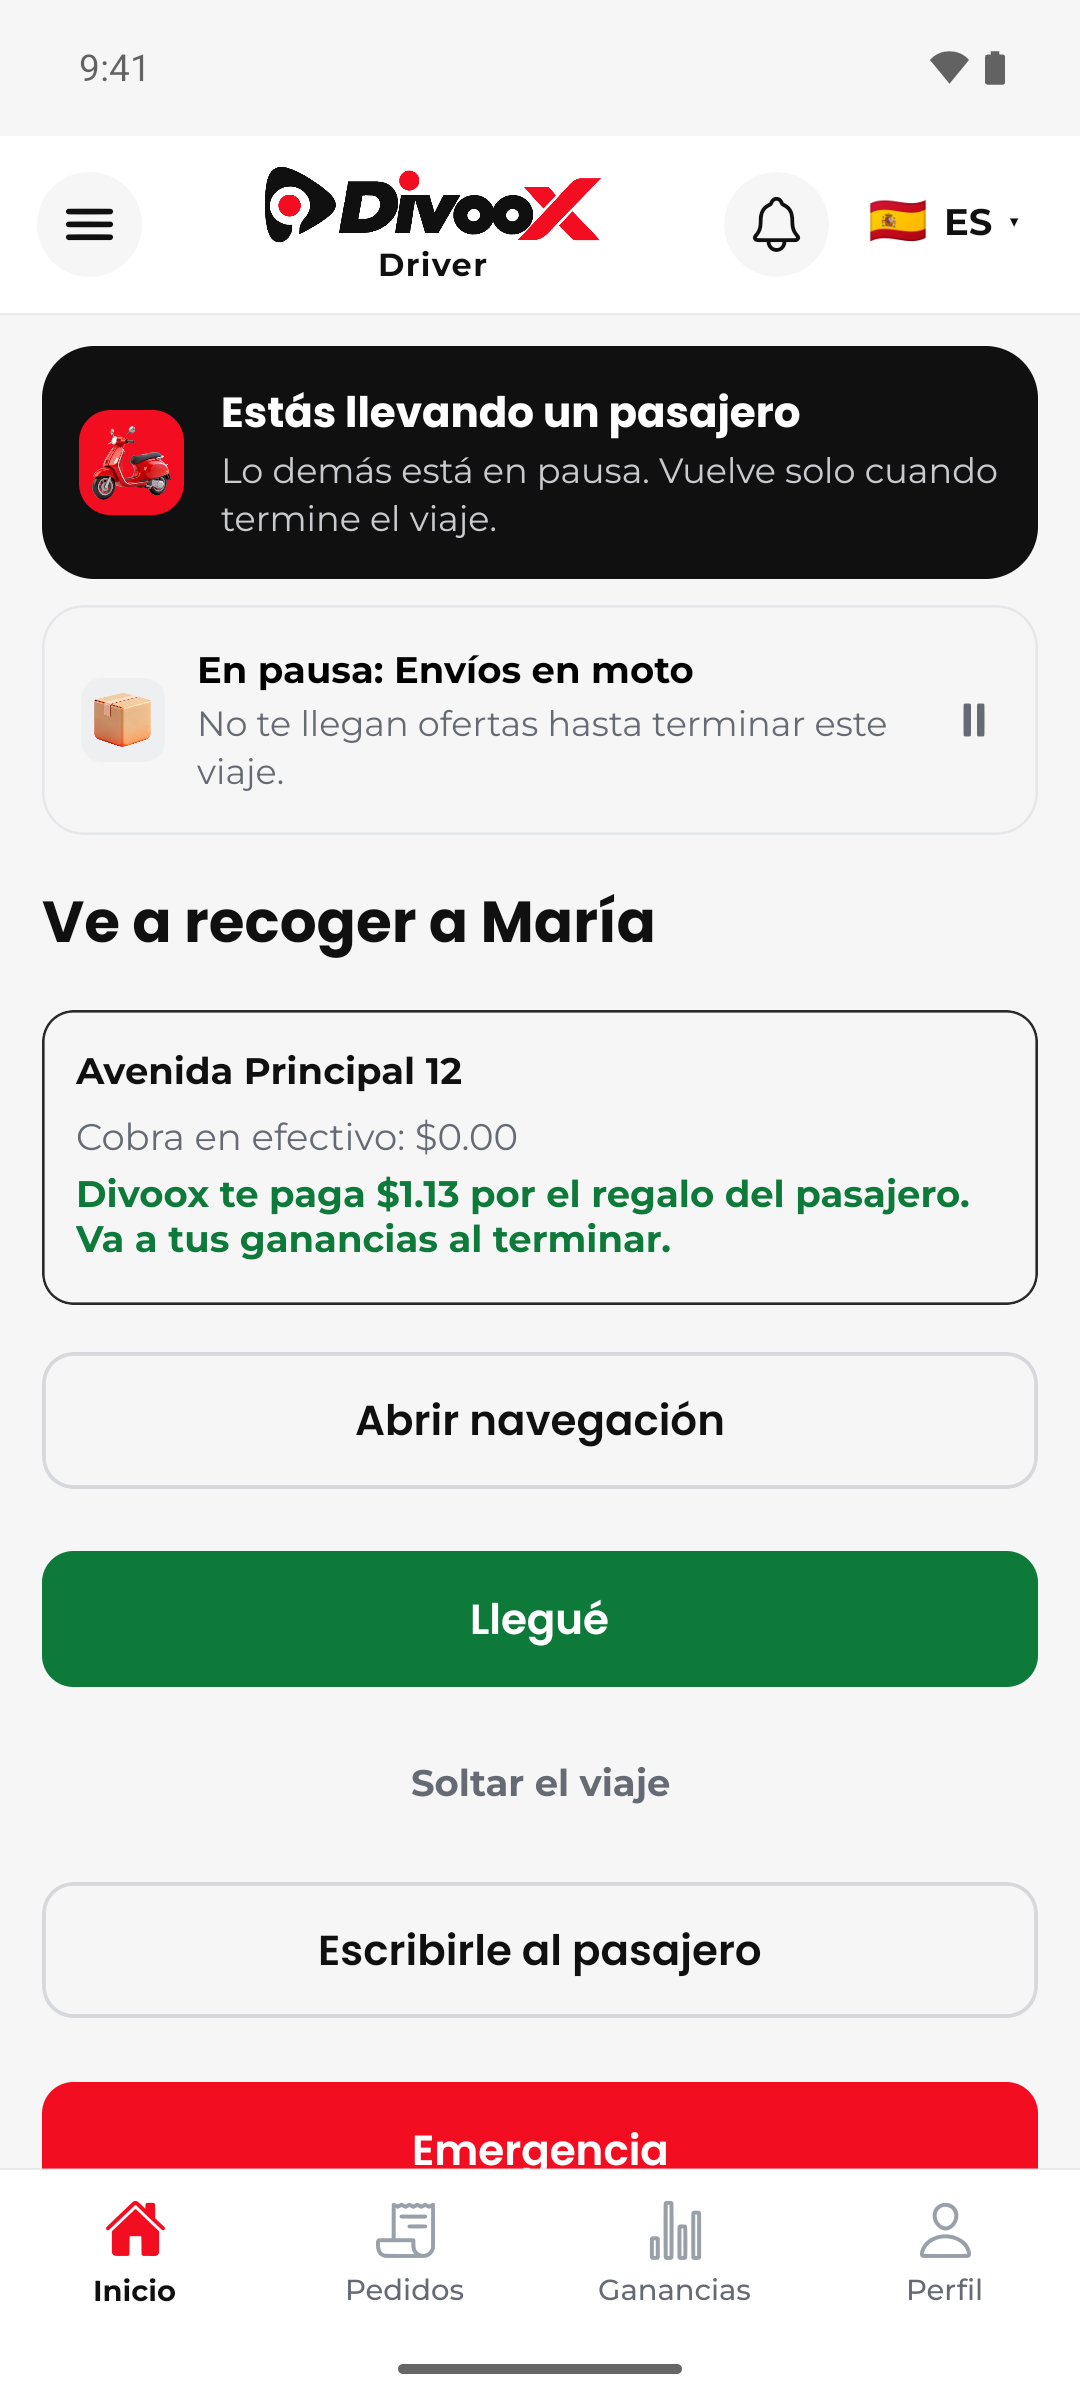 9:41
DivooX
Driver
ES
Estás llevando un pasajero
Lo demás está en pausa. Vuelve solo cuando
termine el viaje.
En pausa: Envíos en moto
No te llegan ofertas hasta terminar este
viaje.
Ve a recoger a María
Avenida Principal 12
Cobra en efectivo: $0.00
Divoox te paga $1.13 por el regalo del pasajero.
Va a tus ganancias al terminar.
Abrir navegación
Llegué
Soltar el viaje
Escribirle al pasajero
Emergencia
Inicio
Pedidos
Ganancias
Perfil